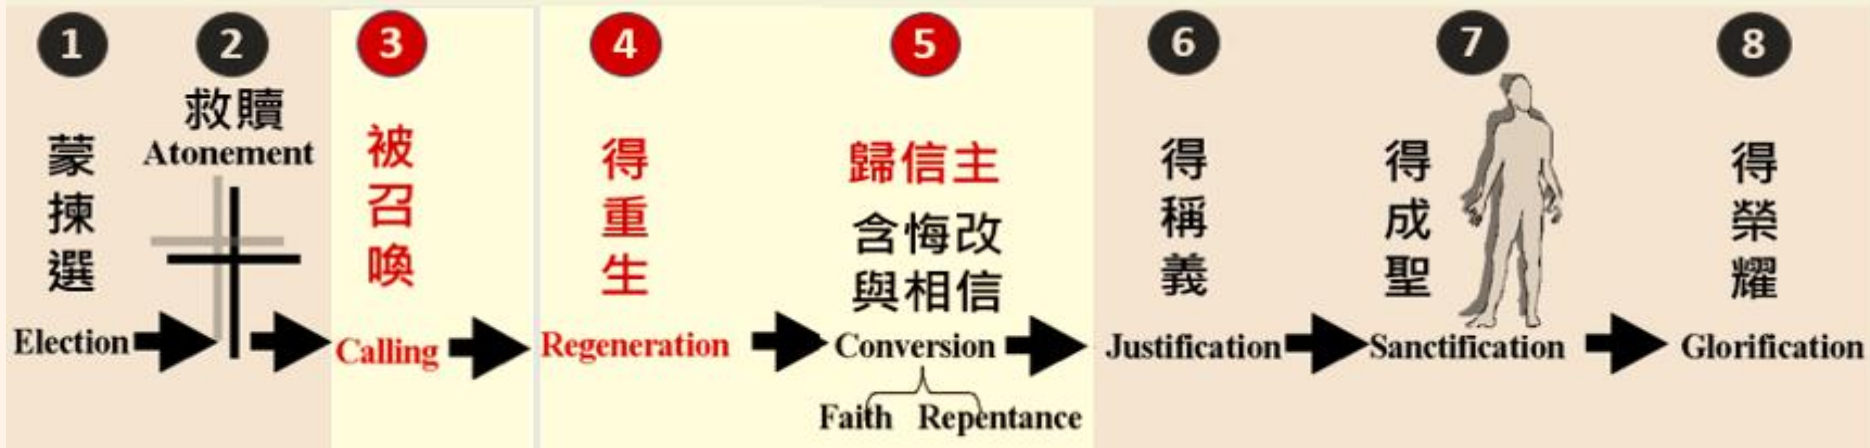 1
蒙揀選
Election
2
救贖
Atonement
3
被召喚
Calling
4
得重生
Regeneration
5
歸信主
含悔改
與相信
Conversion
Faith Repentance
6
得稱義
Justification
7
得成聖
Sanctification
8
得榮耀
Glorification